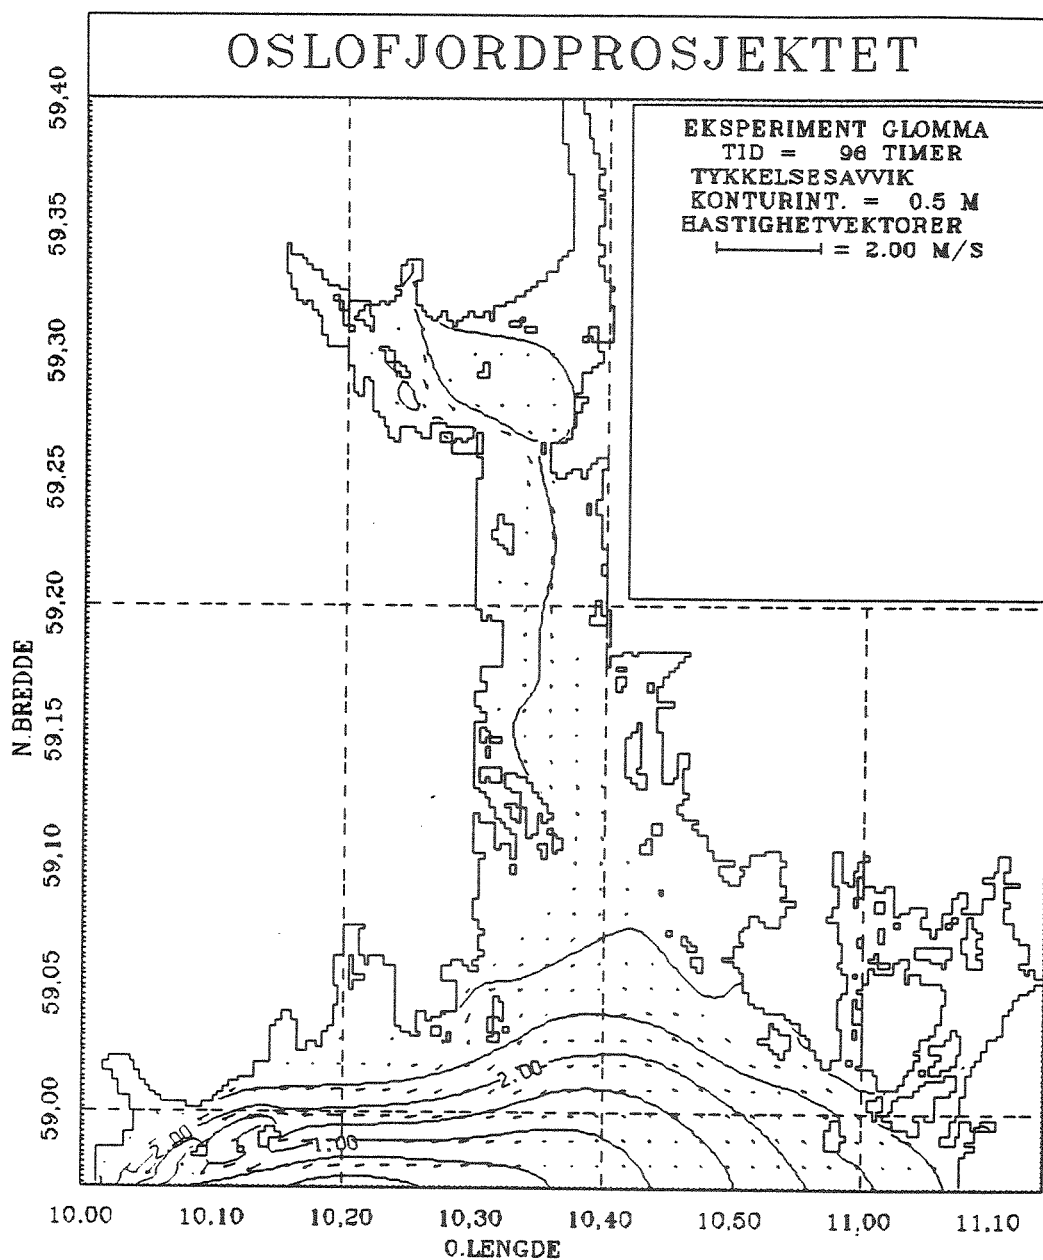 OSLOFJORDPROSJEKTET
EKSPERIMENT GLOMMA
TID = 96 TIMER
TYKKELSESAVVIK
KONTURINT. = 0.5 M
HASTIGHETVEKTORER
= 2.00 M/S
59,40
59,35
59,30
59,25
59,20
59,15
59,10
59,05
59,00
N.BREDDE
2.00
1.00
10.00 10,10 10,20 10,30 10,40 10,50 11,00 11.10
O.LENGDE